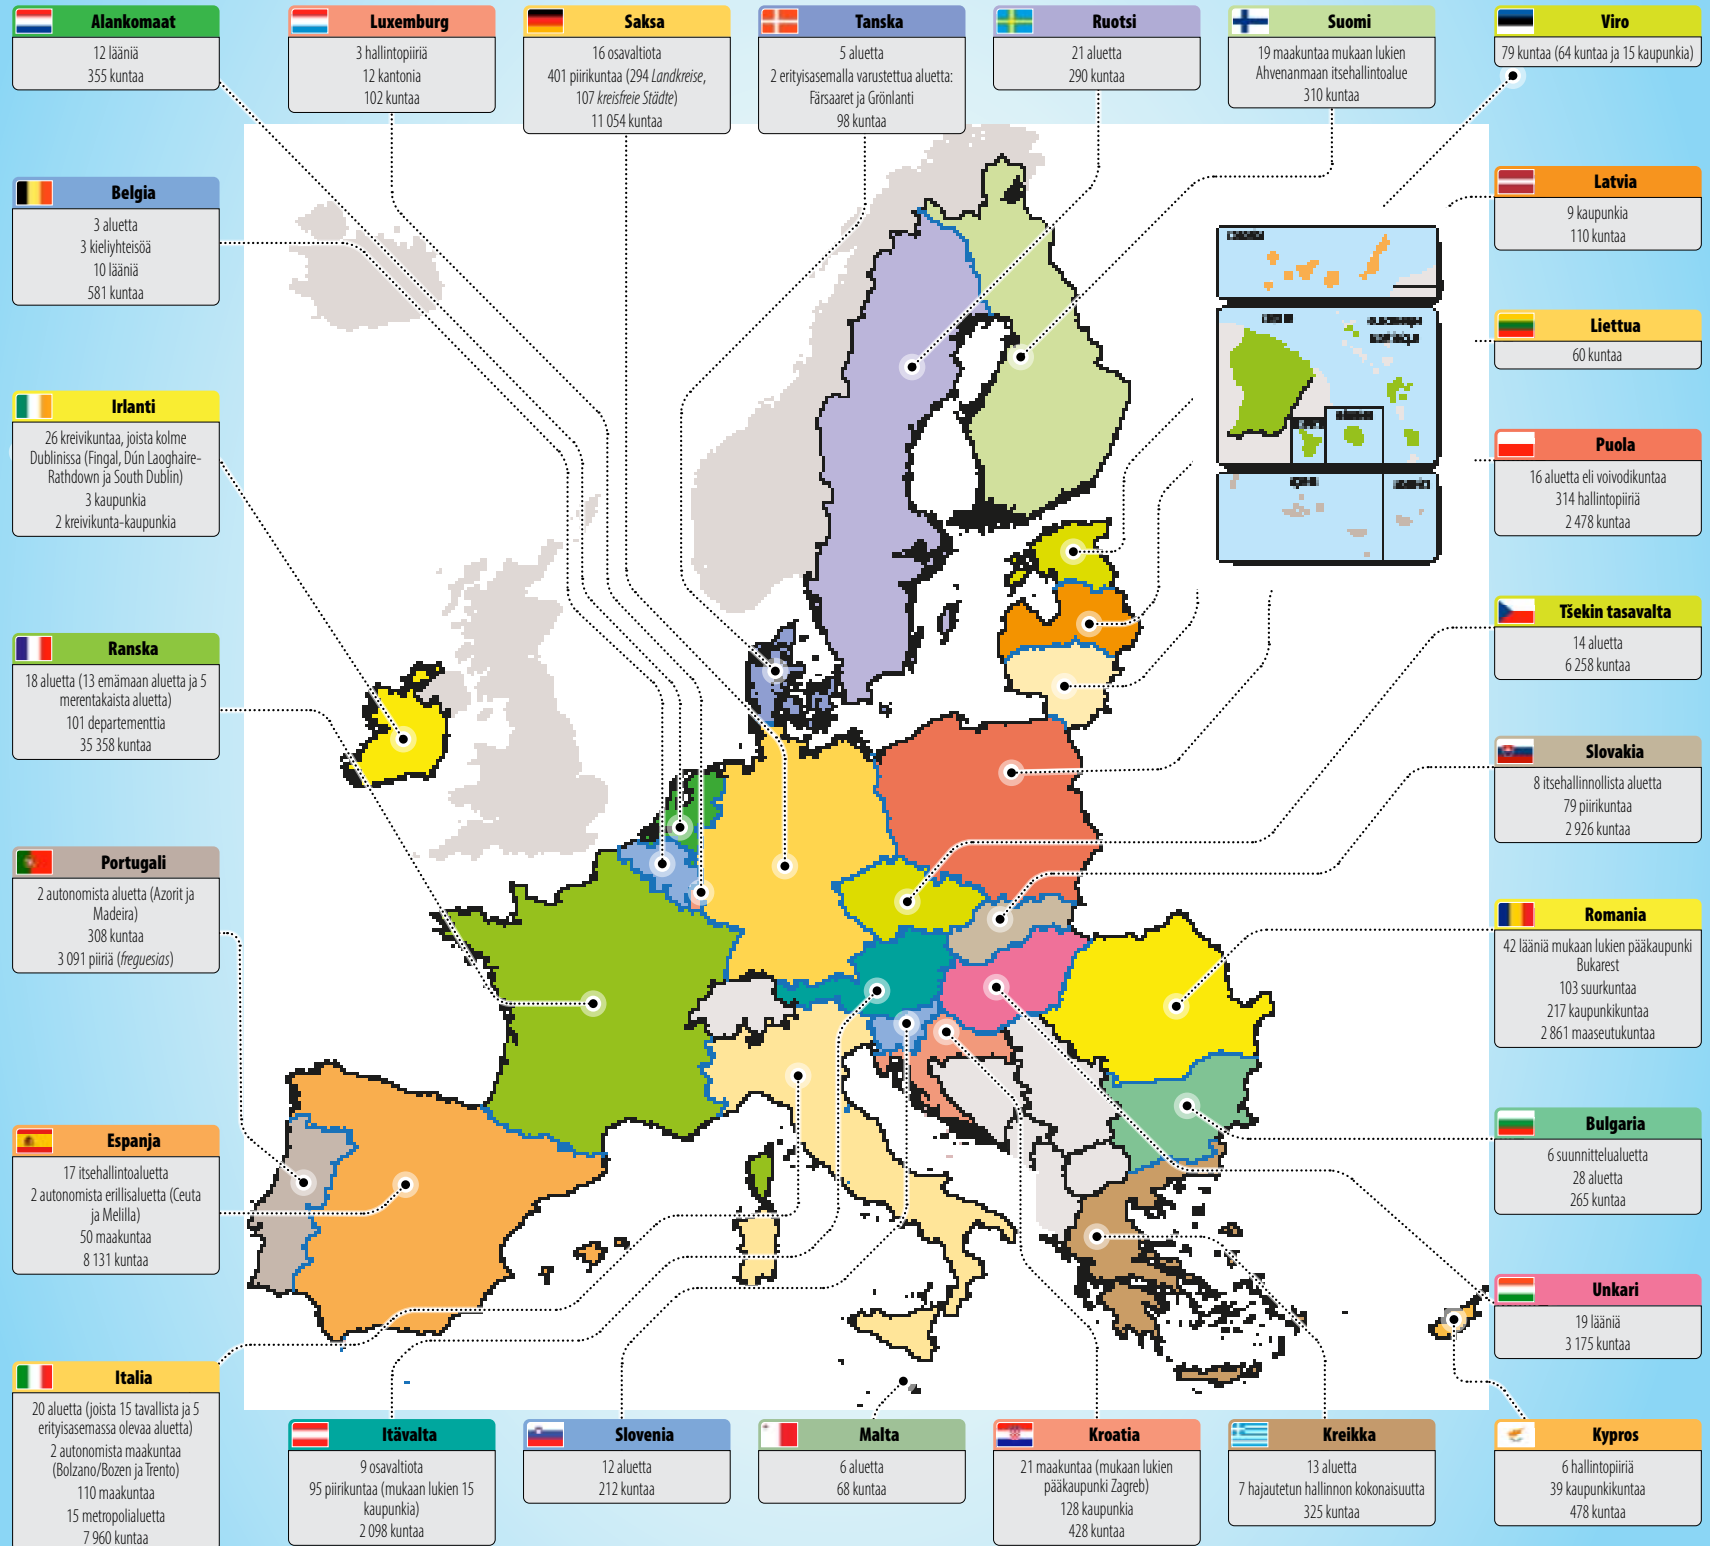 Alankomaat
12 lääniä
355 kuntaa
Luxemburg
3 hallintopiiriä
12 kantonia
102 kuntaa
Saksa
16 osavaltiota
401 piirikuntaa (294 Landkreise,
107 kreisfreie Städte)
11 054 kuntaa
Tanska
5 aluetta
2 erityisasemalla varustettua aluetta:
Färsaaret ja Grönlanti
98 kuntaa
Ruotsi
21 aluetta
290 kuntaa
Suomi
19 maakuntaa mukaan lukien
Ahvenanmaan itsehallintoalue
310 kuntaa
Viro
79 kuntaa (64 kuntaa ja 15 kaupunkia)
Belgia
3 aluetta
3 kieliyhteisöä
10 lääniä
581 kuntaa
Latvia
9 kaupunkia
110 kuntaa
Liettua
60 kuntaa
Irlanti
26 kreivikuntaa, joista kolme
Dublinissa (Fingal, Dún Laoghaire-
Rathdown ja South Dublin)
3 kaupunkia
2 kreivikunta-kaupunkia
Puola
16 aluetta eli voivodikuntaa
314 hallintopiiriä
2 478 kuntaa
Ranska
18 aluetta (13 emämaan aluetta ja 5
merentakaista aluetta)
101 departementtia
35 358 kuntaa
Tšekin tasavalta
14 aluetta
6 258 kuntaa
Slovakia
8 itsehallinnollista aluetta
79 piirikuntaa
2 926 kuntaa
Portugali
2 autonomista aluetta (Azorit ja
Madeira)
308 kuntaa
3 091 piiriä (freguesias)
Romania
42 lääniä mukaan lukien pääkaupunki
Bukarest
103 suurkuntaa
217 kaupunkikuntaa
2 861 maaseutukuntaa
Espanja
17 itsehallintoaluetta
2 autonomista erillisaluetta (Ceuta
ja Melilla)
50 maakuntaa
8 131 kuntaa
Bulgaria
6 suunnittelualuetta
28 aluetta
265 kuntaa
Unkari
19 lääniä
3 175 kuntaa
Italia
20 aluetta (joista 15 tavallista ja 5
erityisasemassa olevaa aluetta)
2 autonomista maakuntaa
(Bolzano/Bozen ja Trento)
110 maakuntaa
15 metropolialuetta
7 960 kuntaa
Itävalta
9 osavaltiota
95 piirikuntaa (mukaan lukien 15
kaupunkia)
2 098 kuntaa
Slovenia
12 aluetta
212 kuntaa
Malta
6 aluetta
68 kuntaa
Kroatia
21 maakuntaa (mukaan lukien
pääkaupunki Zagreb)
128 kaupunkia
428 kuntaa
Kreikka
13 aluetta
7 hajautetun hallinnon kokonaisuutta
325 kuntaa
Kypros
6 hallintopiiriä
39 kaupunkikuntaa
478 kuntaa